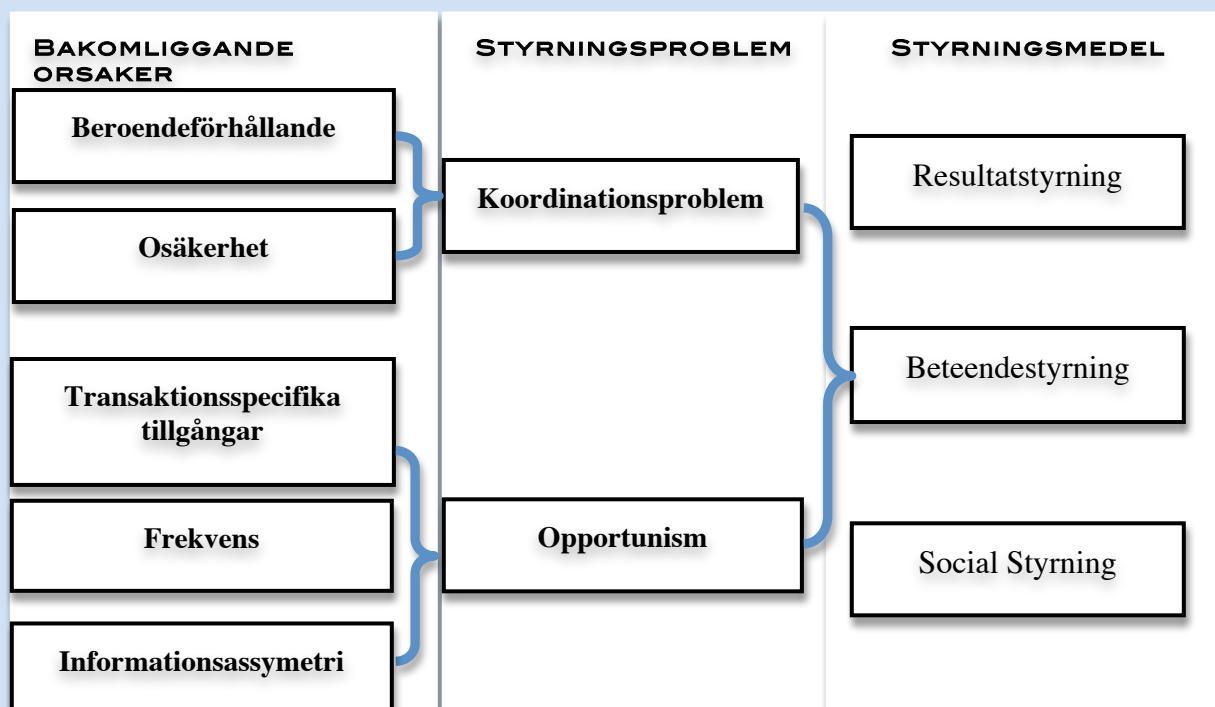 BAKOMLIGGANDE
ORSAKER
Beroendeförhållande
Osäkerhet
Transaktionsspecifika
tillgångar
Frekvens
Informationsassymetri
STYRNINGSPROBLEM
Koordinationsproblem
Opportunism
STYRNINGSMEDEL
Resultatstyrning
Beteendestyrning
Social Styrning